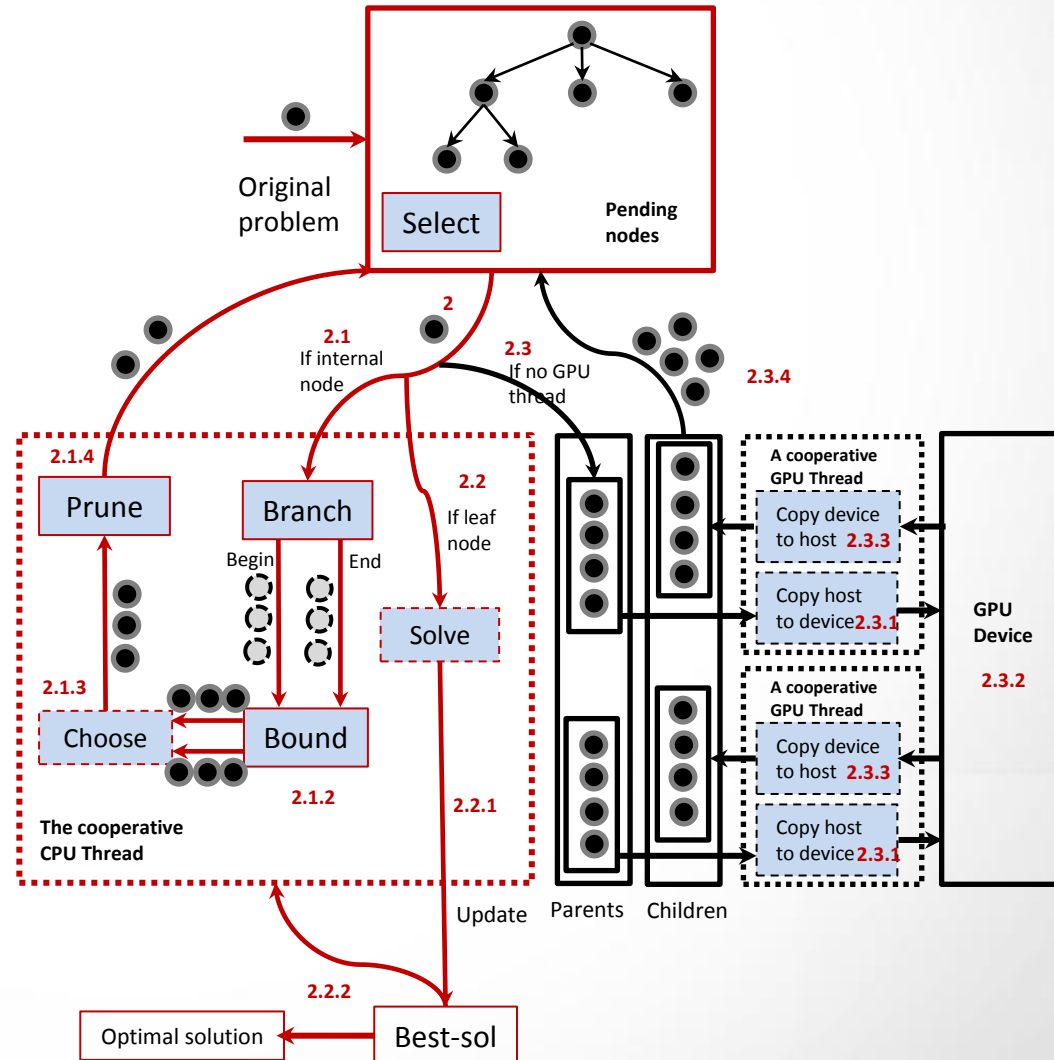 Original
problem
Select
Pending
nodes
2
2.1
If internal
node
2.3
If no GPU
thread
2.3.4
2.1.4
Prune
Branch
2.2
If leaf
node
Begin
End
Solve
2.1.3
Choose
Bound
2.1.2
2.2.1
The cooperative
CPU Thread
A cooperative
GPU Thread
Copy device
to host 2.3.3
Copy host
to device 2.3.1
GPU
Device
2.3.2
A cooperative
GPU Thread
Copy device
to host 2.3.3
Copy host
to device 2.3.1
Update
Parents
Children
2.2.2
Optimal solution
Best-sol